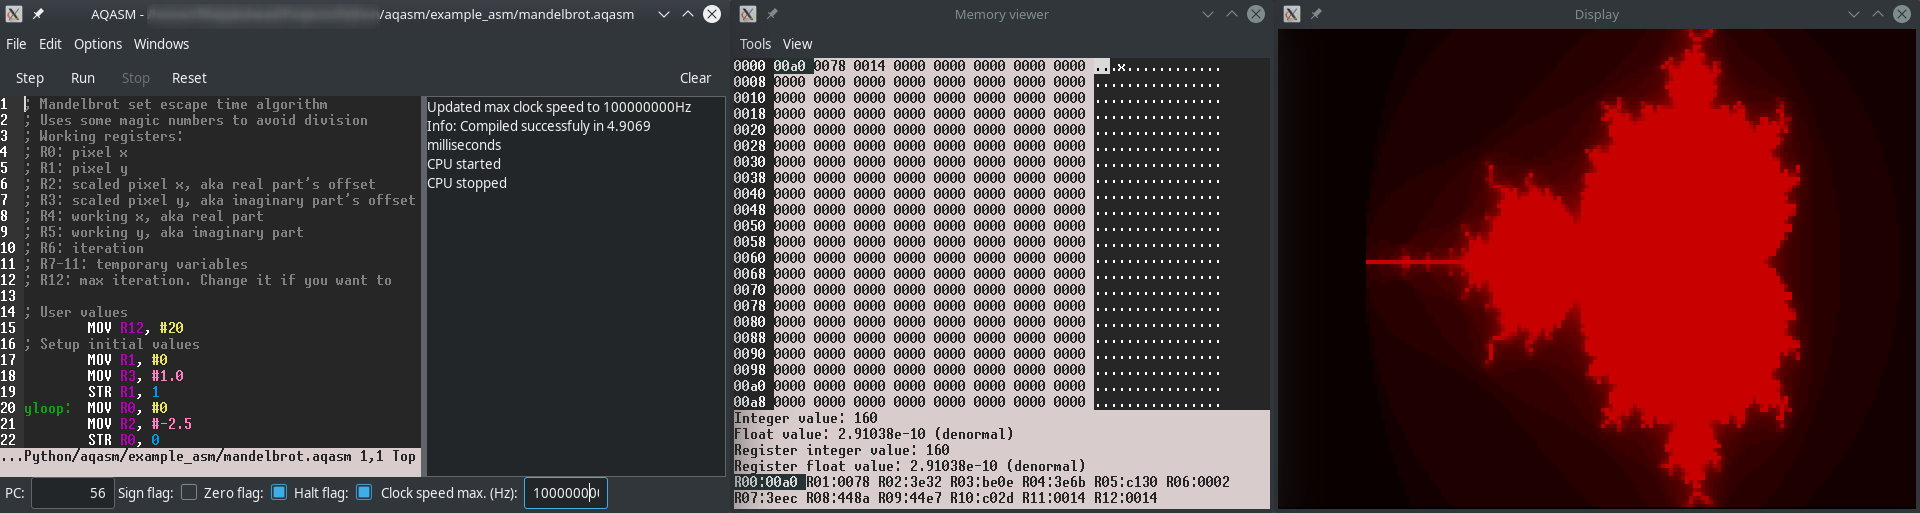 AQASM - /aqasm/example_asm/mandelbrot.aqasm
File Edit Options Windows
Step Run Stop Reset Clear
1 ; Mandelbrot set escape time algorithm
2 ; Uses some magic numbers to avoid division
3 ; Working registers:
4 ; R0: pixel x
5 ; R1: pixel y
6 ; R2: scaled pixel x, aka real part's offset
7 ; R3: scaled pixel y, aka imaginary part's offset
8 ; R4: working x, aka real part
9 ; R5: working y, aka imaginary part
10 ; R6: iteration
11 ; R7-11: temporary variables
12 ; R12: max iteration. Change it if you want to
13
14 ; User values
15 MOV R12, #20
16 ; Setup initial values
17 MOV R1, #0
18 MOV R3, #1.0
19 STR R1, 1
20 yloop: MOV R0, #0
21 MOV R2, #-2.5
22 STR R0, 0
...Python/aqasm/example_asm/mandelbrot.aqasm 1,1 Top
Updated max clock speed to 100000000Hz
Info: Compiled successfuly in 4.9069
milliseconds
CPU started
CPU stopped
PC: 56 Sign flag: Zero flag: Halt flag: Clock speed max. (Hz): 100000000
Memory viewer
Tools View
0000 00a0 0078 0014 0000 0000 0000 0000 0000 ...x............
0008 0000 0000 0000 0000 0000 0000 0000 0000 ................
0010 0000 0000 0000 0000 0000 0000 0000 0000 ................
0018 0000 0000 0000 0000 0000 0000 0000 0000 ................
0020 0000 0000 0000 0000 0000 0000 0000 0000 ................
0028 0000 0000 0000 0000 0000 0000 0000 0000 ................
0030 0000 0000 0000 0000 0000 0000 0000 0000 ................
0038 0000 0000 0000 0000 0000 0000 0000 0000 ................
0040 0000 0000 0000 0000 0000 0000 0000 0000 ................
0048 0000 0000 0000 0000 0000 0000 0000 0000 ................
0050 0000 0000 0000 0000 0000 0000 0000 0000 ................
0058 0000 0000 0000 0000 0000 0000 0000 0000 ................
0060 0000 0000 0000 0000 0000 0000 0000 0000 ................
0068 0000 0000 0000 0000 0000 0000 0000 0000 ................
0070 0000 0000 0000 0000 0000 0000 0000 0000 ................
0078 0000 0000 0000 0000 0000 0000 0000 0000 ................
0080 0000 0000 0000 0000 0000 0000 0000 0000 ................
0088 0000 0000 0000 0000 0000 0000 0000 0000 ................
0090 0000 0000 0000 0000 0000 0000 0000 0000 ................
0098 0000 0000 0000 0000 0000 0000 0000 0000 ................
00a0 0000 0000 0000 0000 0000 0000 0000 0000 ................
00a8 0000 0000 0000 0000 0000 0000 0000 0000 ................
Integer value: 160
Float value: 2.91038e-10 (denormal)
Register integer value: 160
Register float value: 2.91038e-10 (denormal)
R00:00a0 R01:0078 R02:3e32 R03:be0e R04:3e6b R05:c130 R06:0002
R07:3eec R08:448a R09:44e7 R10:c02d R11:0014 R12:0014
Display